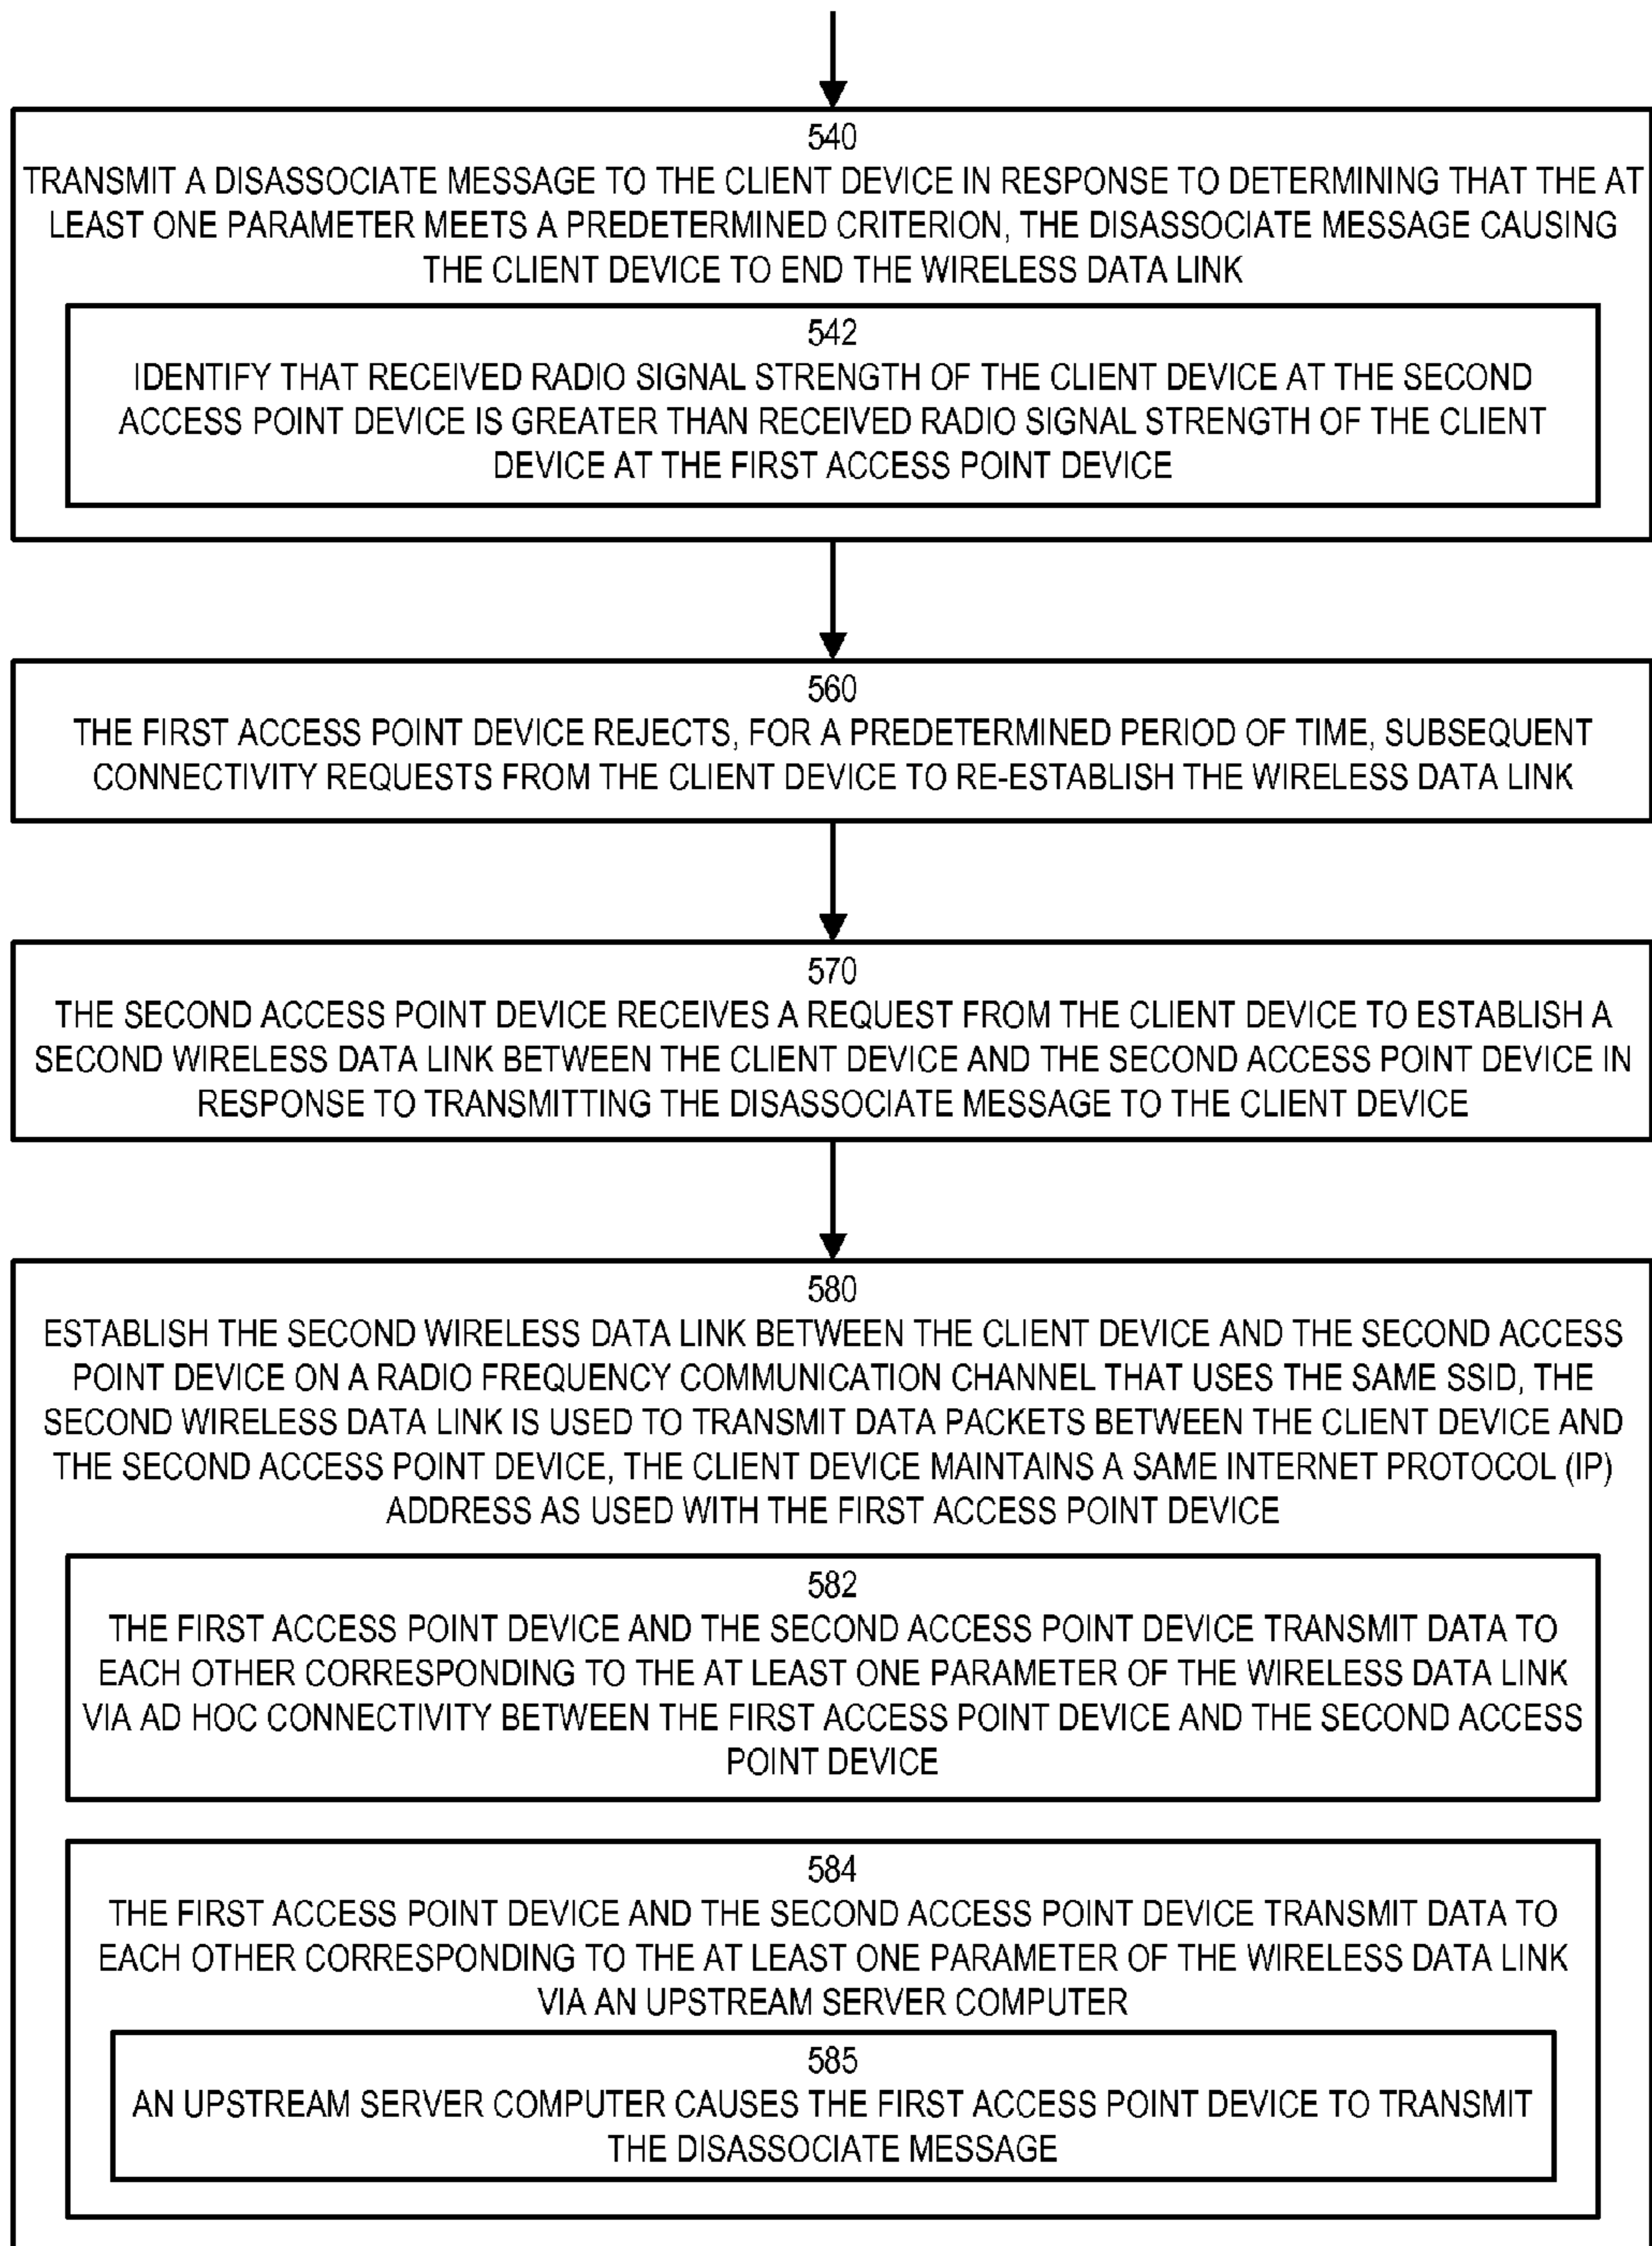 540
TRANSMIT A DISASSOCIATE MESSAGE TO THE CLIENT DEVICE IN RESPONSE TO DETERMINING THAT THE AT
LEAST ONE PARAMETER MEETS A PREDETERMINED CRITERION, THE DISASSOCIATE MESSAGE CAUSING
THE CLIENT DEVICE TO END THE WIRELESS DATA LINK
542
IDENTIFY THAT RECEIVED RADIO SIGNAL STRENGTH OF THE CLIENT DEVICE AT THE SECOND
ACCESS POINT DEVICE IS GREATER THAN RECEIVED RADIO SIGNAL STRENGTH OF THE CLIENT
DEVICE AT THE FIRST ACCESS POINT DEVICE
560
THE FIRST ACCESS POINT DEVICE REJECTS, FOR A PREDETERMINED PERIOD OF TIME, SUBSEQUENT
CONNECTIVITY REQUESTS FROM THE CLIENT DEVICE TO RE-ESTABLISH THE WIRELESS DATA LINK
570
THE SECOND ACCESS POINT DEVICE RECEIVES A REQUEST FROM THE CLIENT DEVICE TO ESTABLISH A
SECOND WIRELESS DATA LINK BETWEEN THE CLIENT DEVICE AND THE SECOND ACCESS POINT DEVICE IN
RESPONSE TO TRANSMITTING THE DISASSOCIATE MESSAGE TO THE CLIENT DEVICE
580
ESTABLISH THE SECOND WIRELESS DATA LINK BETWEEN THE CLIENT DEVICE AND THE SECOND ACCESS
POINT DEVICE ON A RADIO FREQUENCY COMMUNICATION CHANNEL THAT USES THE SAME SSID, THE
SECOND WIRELESS DATA LINK IS USED TO TRANSMIT DATA PACKETS BETWEEN THE CLIENT DEVICE AND
THE SECOND ACCESS POINT DEVICE, THE CLIENT DEVICE MAINTAINS A SAME INTERNET PROTOCOL (IP)
ADDRESS AS USED WITH THE FIRST ACCESS POINT DEVICE
582
THE FIRST ACCESS POINT DEVICE AND THE SECOND ACCESS POINT DEVICE TRANSMIT DATA TO
EACH OTHER CORRESPONDING TO THE AT LEAST ONE PARAMETER OF THE WIRELESS DATA LINK
VIA AD HOC CONNECTIVITY BETWEEN THE FIRST ACCESS POINT DEVICE AND THE SECOND ACCESS
POINT DEVICE
584
THE FIRST ACCESS POINT DEVICE AND THE SECOND ACCESS POINT DEVICE TRANSMIT DATA TO
EACH OTHER CORRESPONDING TO THE AT LEAST ONE PARAMETER OF THE WIRELESS DATA LINK
VIA AN UPSTREAM SERVER COMPUTER
585
AN UPSTREAM SERVER COMPUTER CAUSES THE FIRST ACCESS POINT DEVICE TO TRANSMIT
THE DISASSOCIATE MESSAGE